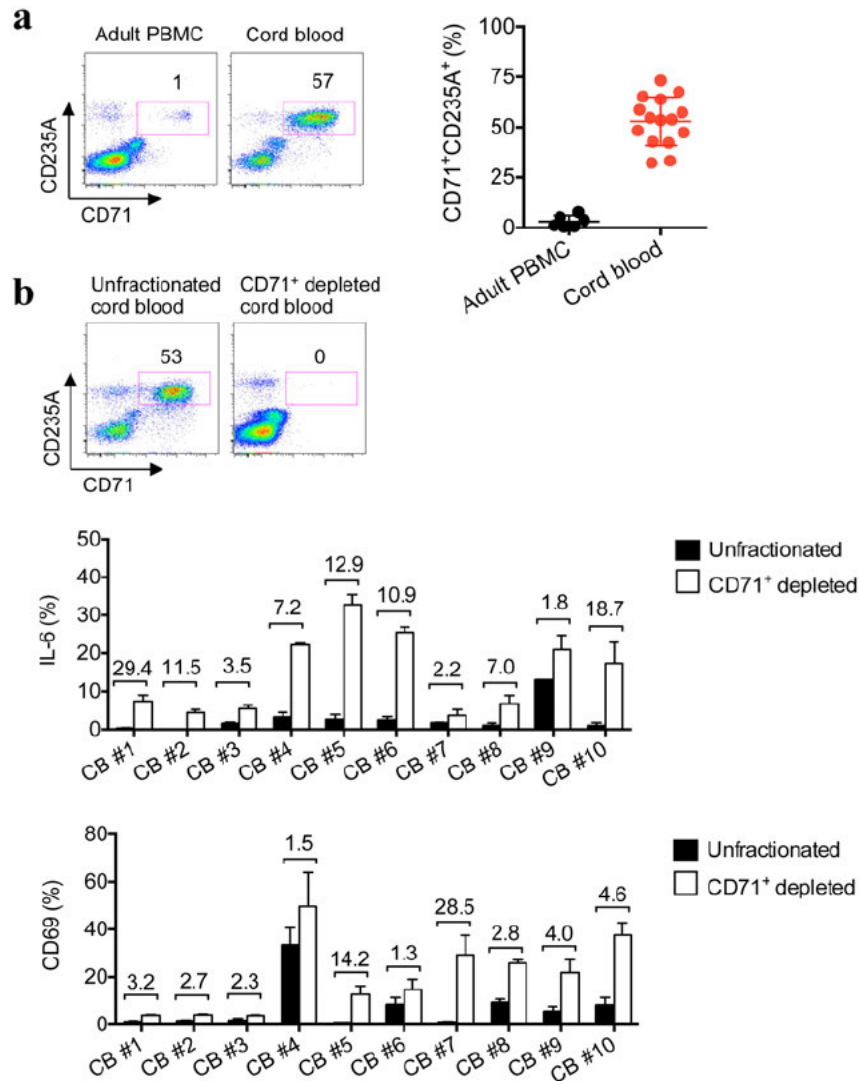 a
Adult PBMC
Cord blood
1
57
CD235A
CD71
CD71+CD235A+ (%)
100
75
50
25
0
Adult PBMC
Cord blood
b
Unfractionated
cord blood
CD71+ depleted
cord blood
53
0
CD235A
CD71
IL-6 (%)
50
40
30
20
10
0
29.4
11.5
3.5
7.2
12.9
10.9
2.2
7.0
1.8
18.7
CB #1
CB #2
CB #3
CB #4
CB #5
CB #6
CB #7
CB #8
CB #9
CB #10
Unfractionated
CD71+ depleted
CD69 (%)
80
60
40
20
0
3.2
2.7
2.3
1.5
14.2
1.3
28.5
2.8
4.0
4.6
CB #1
CB #2
CB #3
CB #4
CB #5
CB #6
CB #7
CB #8
CB #9
CB #10
Unfractionated
CD71+ depleted